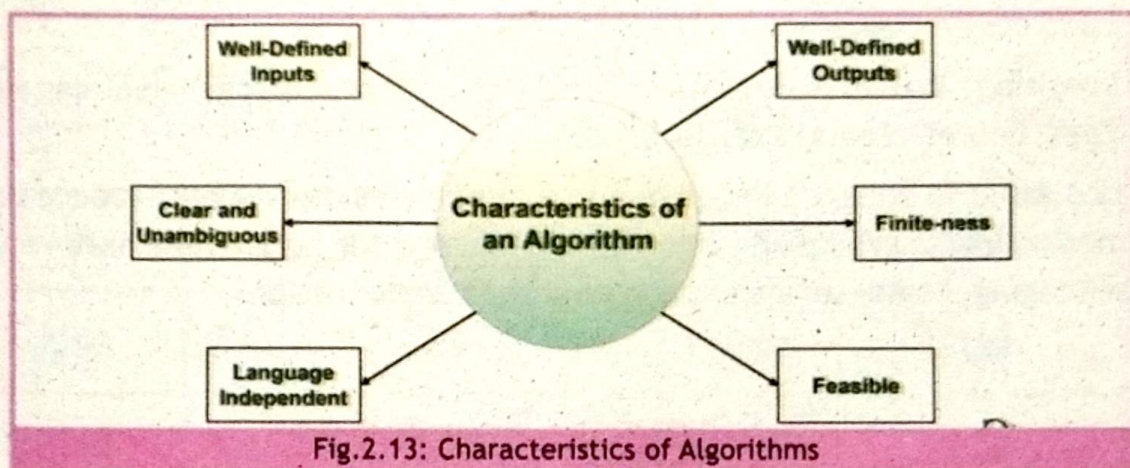 Well-Defined
Inputs
Well-Defined
Outputs
Clear and
Unambiguous
Characteristics of
an Algorithm
Finite-ness
Language
Independent
Feasible
Fig.2.13: Characteristics of Algorithms